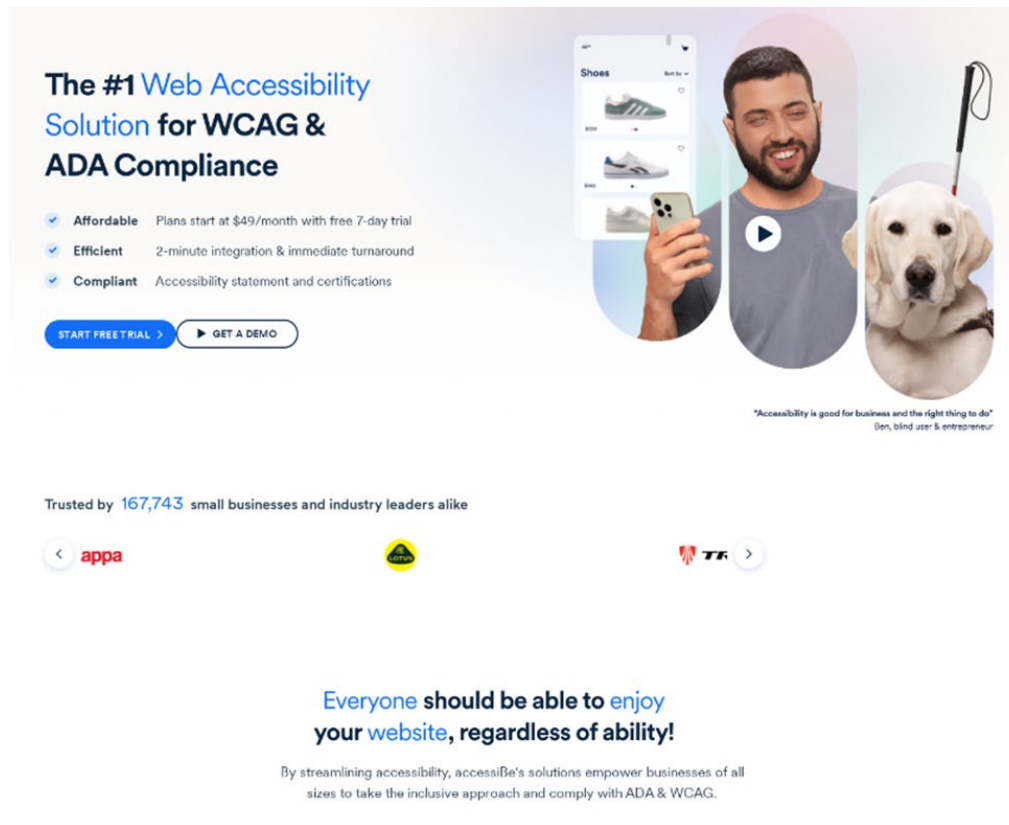 The #1 Web Accessibility
Solution for WCAG &
ADA Compliance
Affordable Plans start at $49/month with free 7-day trial
Efficient 2-minute integration & immediate turnaround
Compliant Accessibility statement and certifications
START FREE TRIAL
GET A DEMO
Shoes
Sort by
"Accessibility is good for business and the right thing to do"
Ben, blind user & entrepreneur
Trusted by 167,743 small businesses and industry leaders alike
appa
LOTUS
Everyone should be able to enjoy
your website, regardless of ability!
By streamlining accessibility, accessiBe's solutions empower businesses of all
sizes to take the inclusive approach and comply with ADA & WCAG.